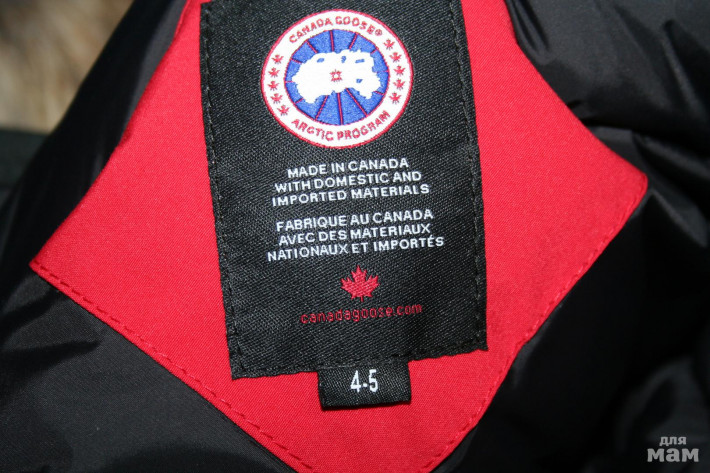 CANADA GOOSE®
ARCTIC PROGRAM
MADE IN CANADA
WITH DOMESTIC AND
IMPORTED MATERIALS
FABRIQUE AU CANADA
AVEC DES MATERIAUX
NATIONAUX ET IMPORTÉS
canadagoose.com
4-5
для
мам